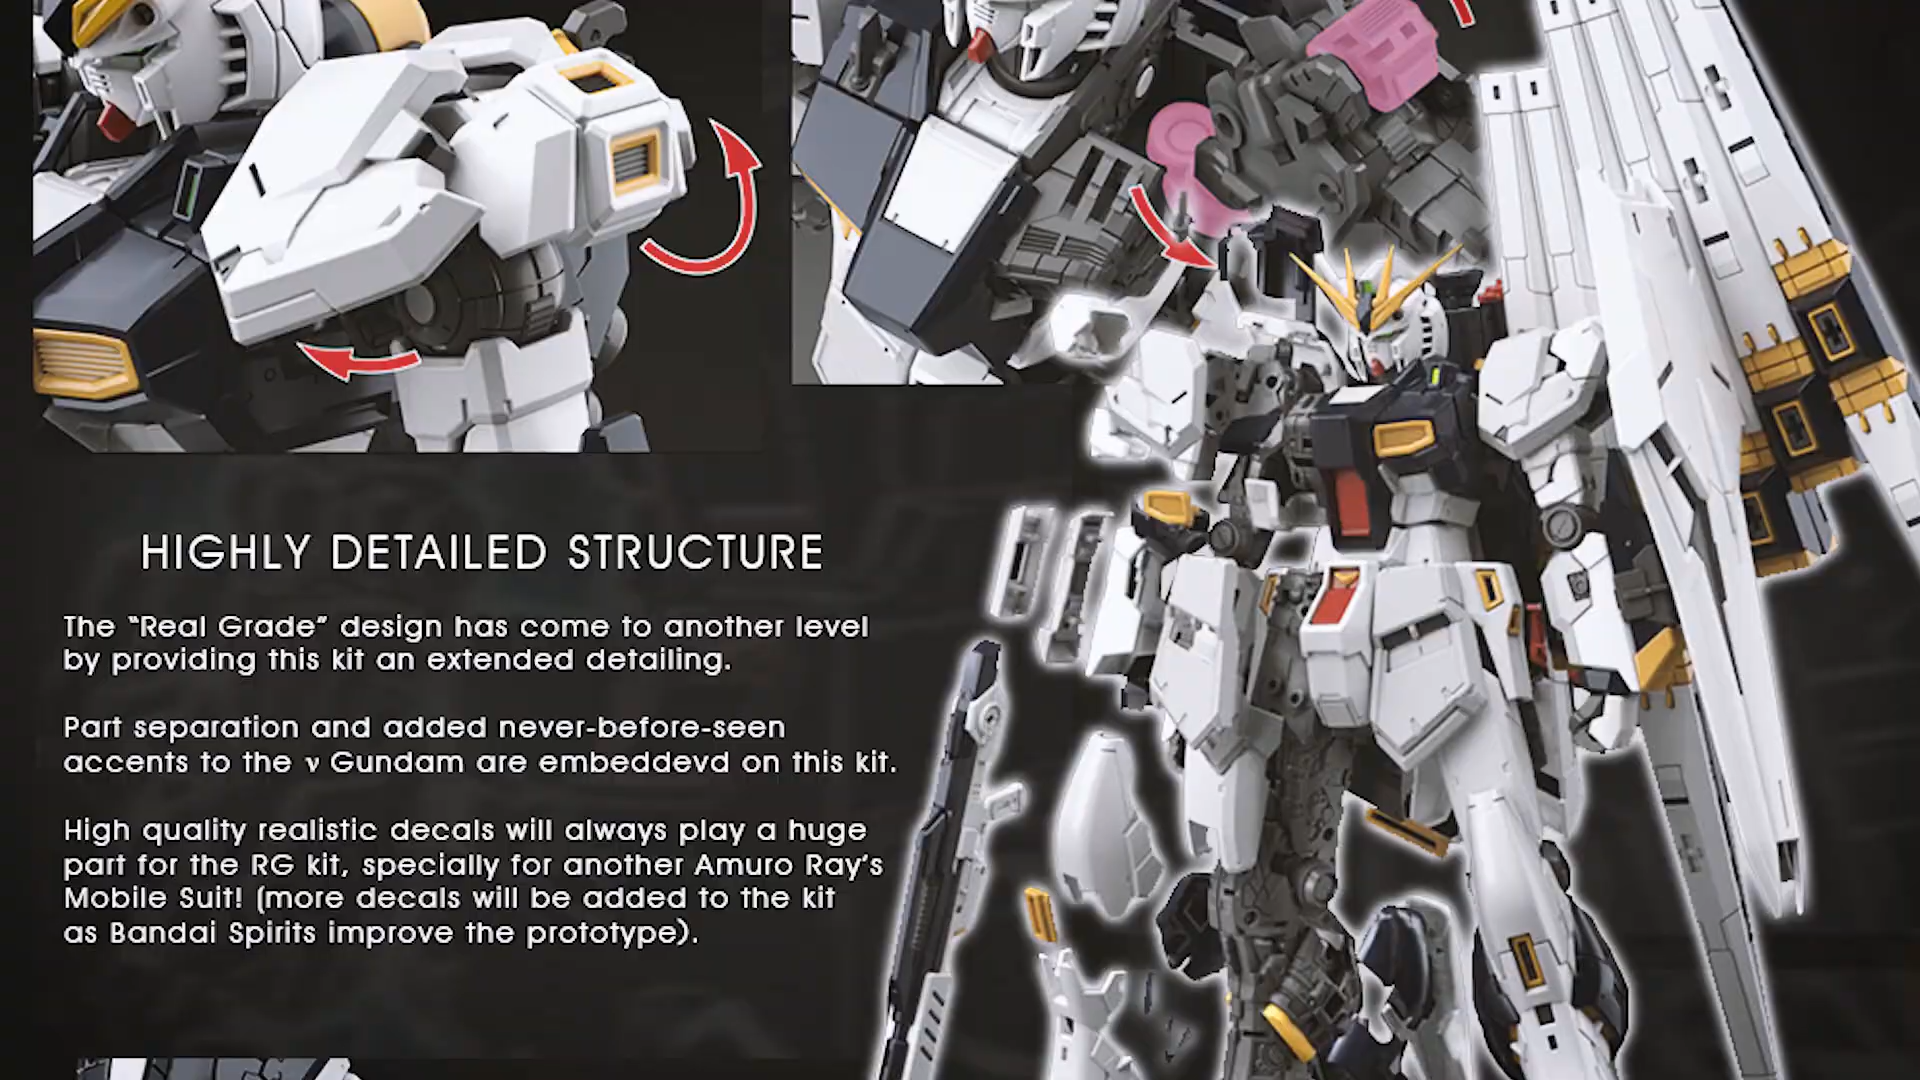 HIGHLY DETAILED STRUCTURE
The “Real Grade” design has come to another level
by providing this kit an extended detailing.
Part separation and added never-before-seen
accents to the ν Gundam are embeddevd on this kit.
High quality realistic decals will always play a huge
part for the RG kit, specially for another Amuro Ray’s
Mobile Suit! (more decals will be added to the kit
as Bandai Spirits improve the prototype).